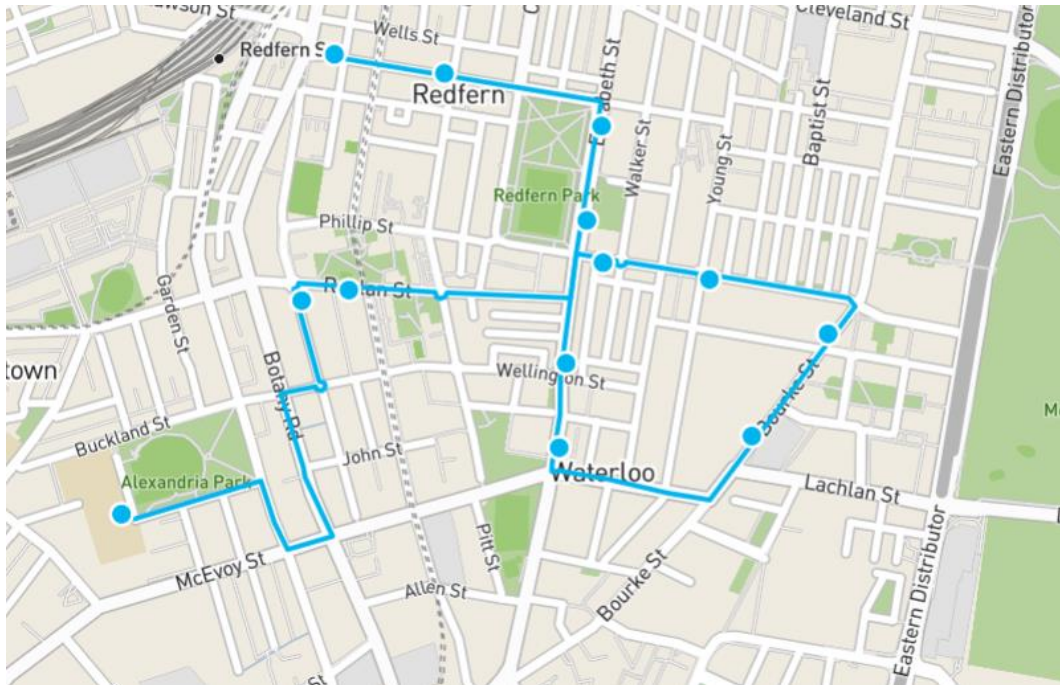 Lawson St
Cleveland St
Wells St
Redfern S
Redfern
Eastern Distributor
Baptist St
Walker St
Young St
Redfern Park
Phillip St
Garden St
town
Wellington St
Botany Rd
Bourke St
Buckland St
John St
Alexandria Park
Waterloo
Lachlan St
Pitt St
McEvoy St
Allen St
Bourke St
Eastern Distributor